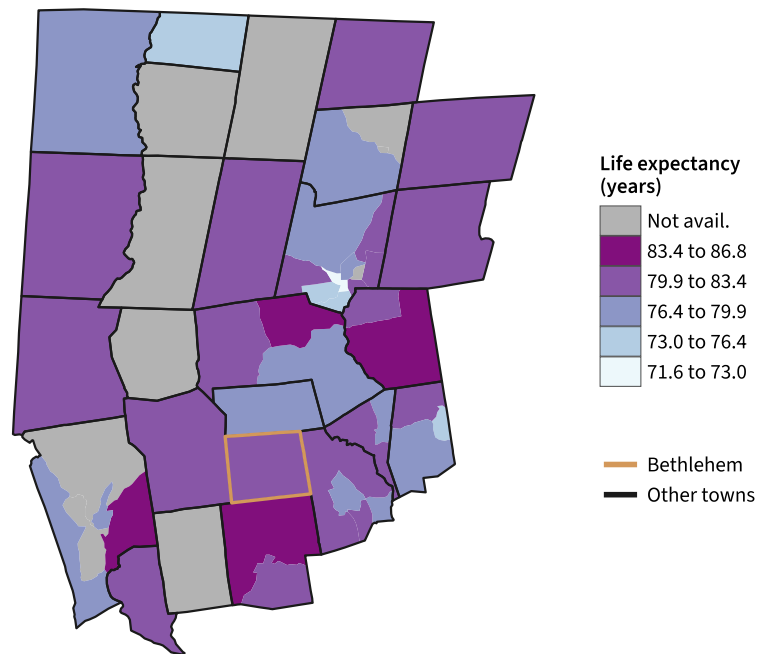 Life expectancy
(years)
Not avail.
83.4 to 86.8
79.9 to 83.4
76.4 to 79.9
73.0 to 76.4
71.6 to 73.0
Bethlehem
Other towns